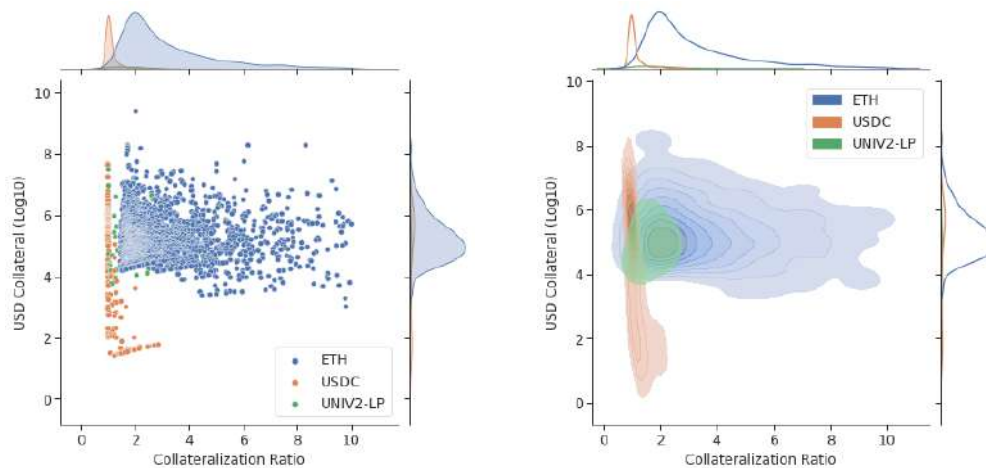 10
8
6
4
2
0
USD Collateral (Log10)
ETH
USDC
UNIV2-LP
0 2 4 6 8 10
Collateralization Ratio
10
8
6
4
2
0
USD Collateral (Log10)
ETH
USDC
UNIV2-LP
0 2 4 6 8 10
Collateralization Ratio